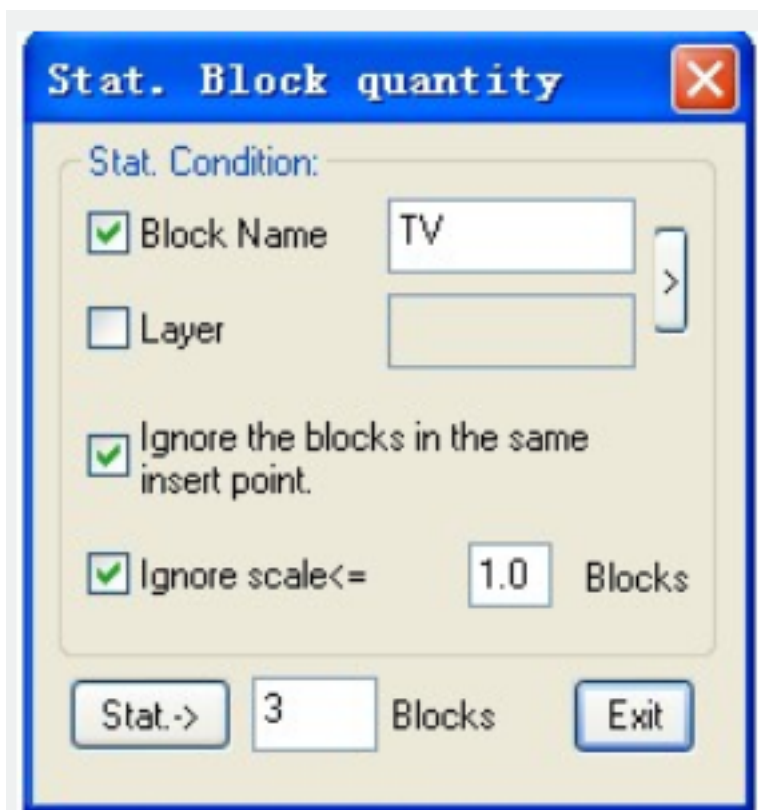 Stat. Block quantity
Stat. Condition:
Block Name TV
>
Layer
Ignore the blocks in the same
insert point.
Ignore scale<= 1.0 Blocks
Stat.-> 3 Blocks Exit